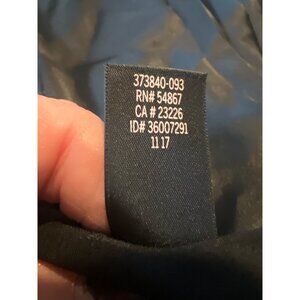 373840-093
RN# 54867
CA # 23226
ID# 36007291
11 17